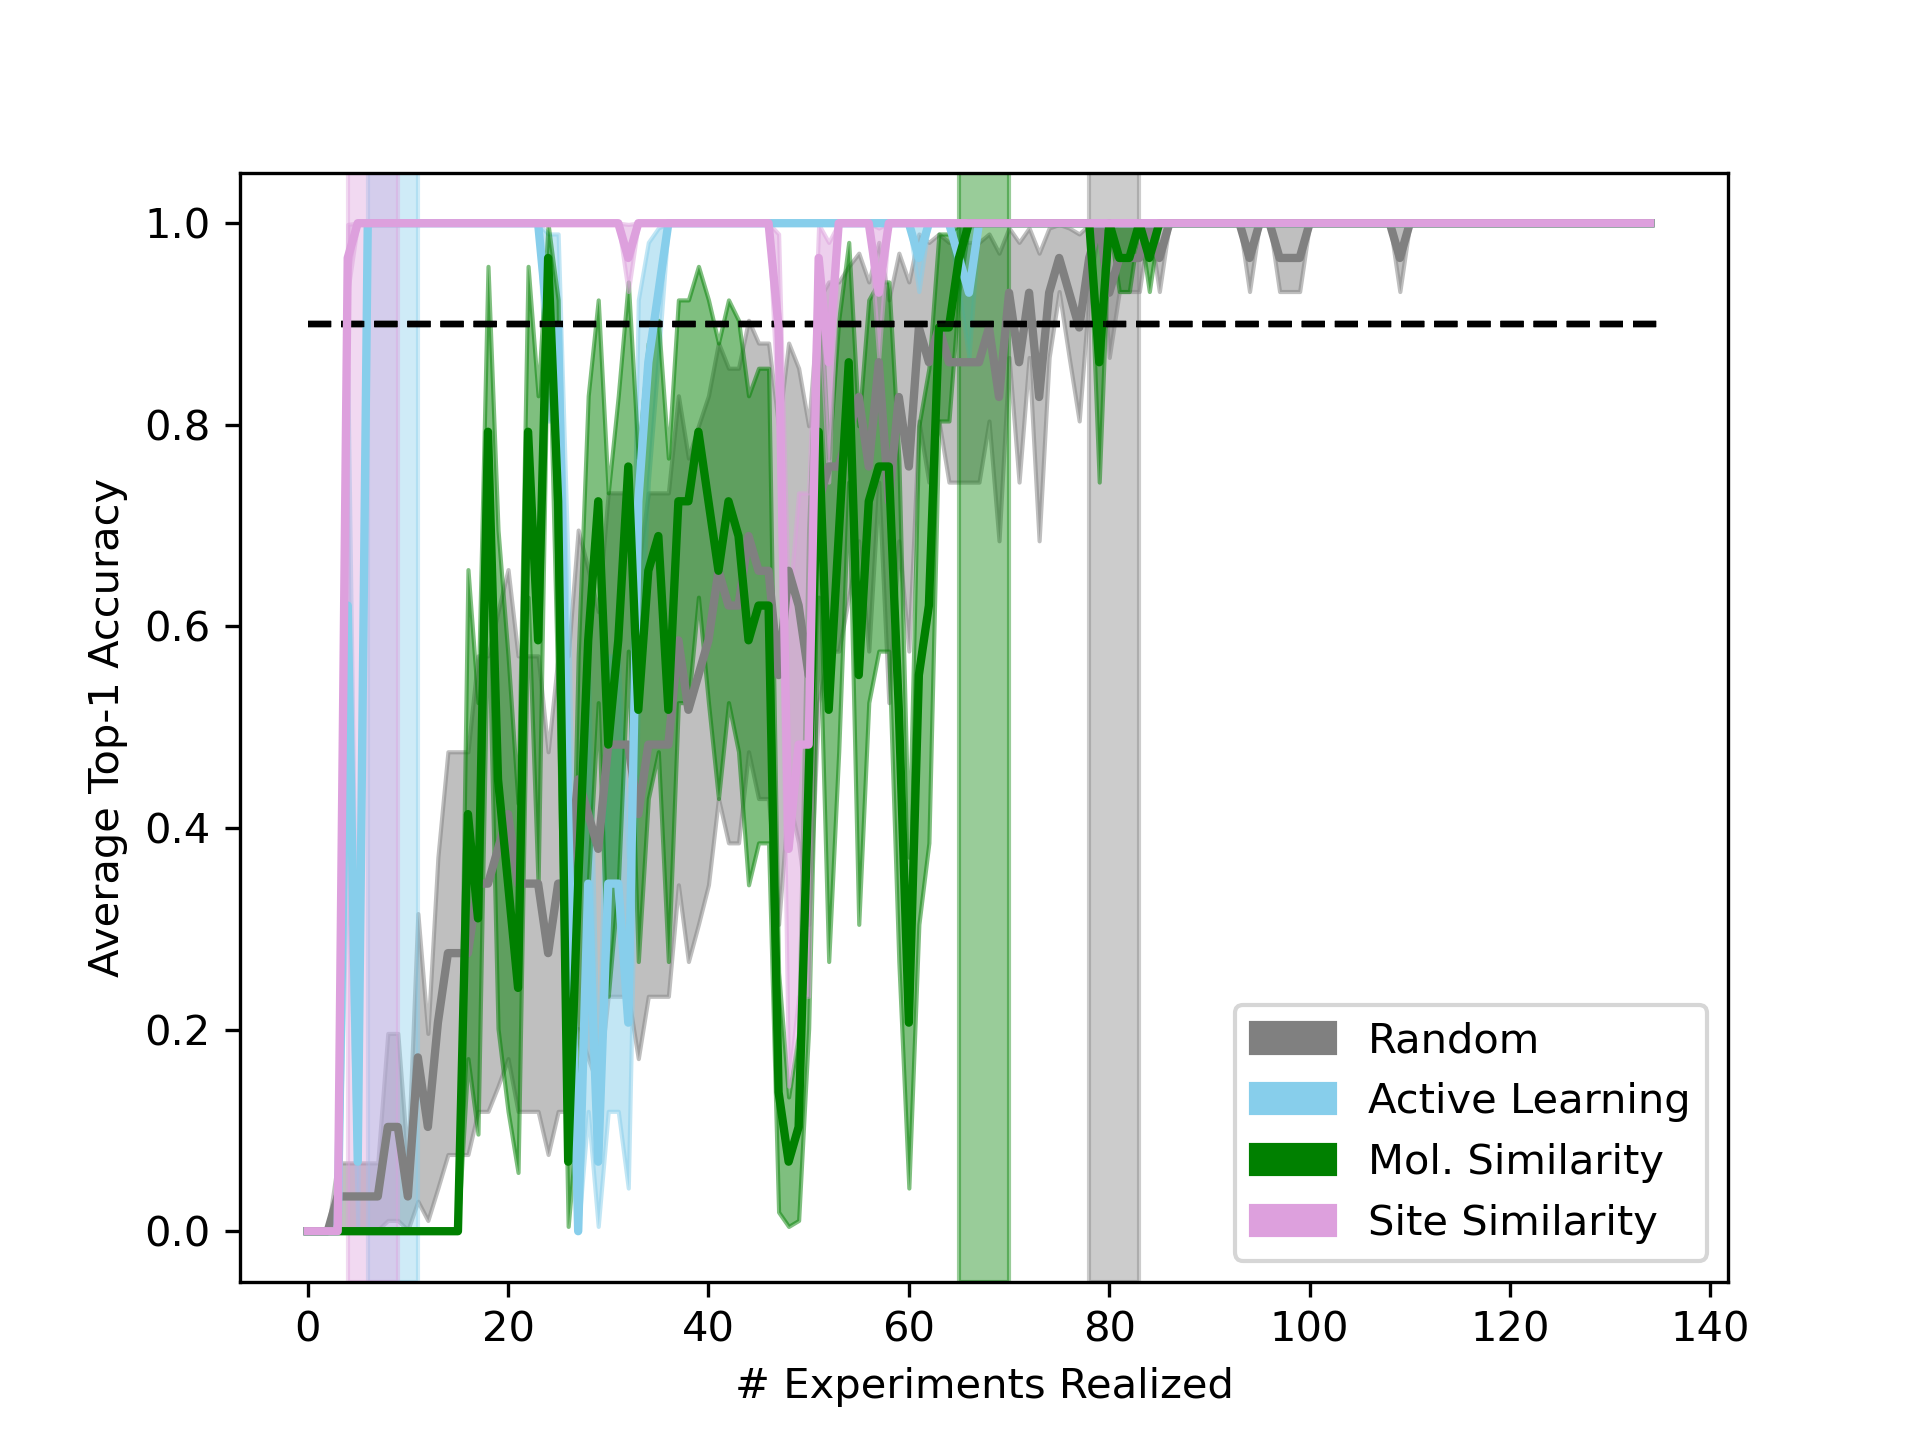 1.0
0.8
0.6
0.4
0.2
0.0
Average Top-1 Accuracy
0 20 40 60 80 100 120 140
# Experiments Realized
Random
Active Learning
Mol. Similarity
Site Similarity